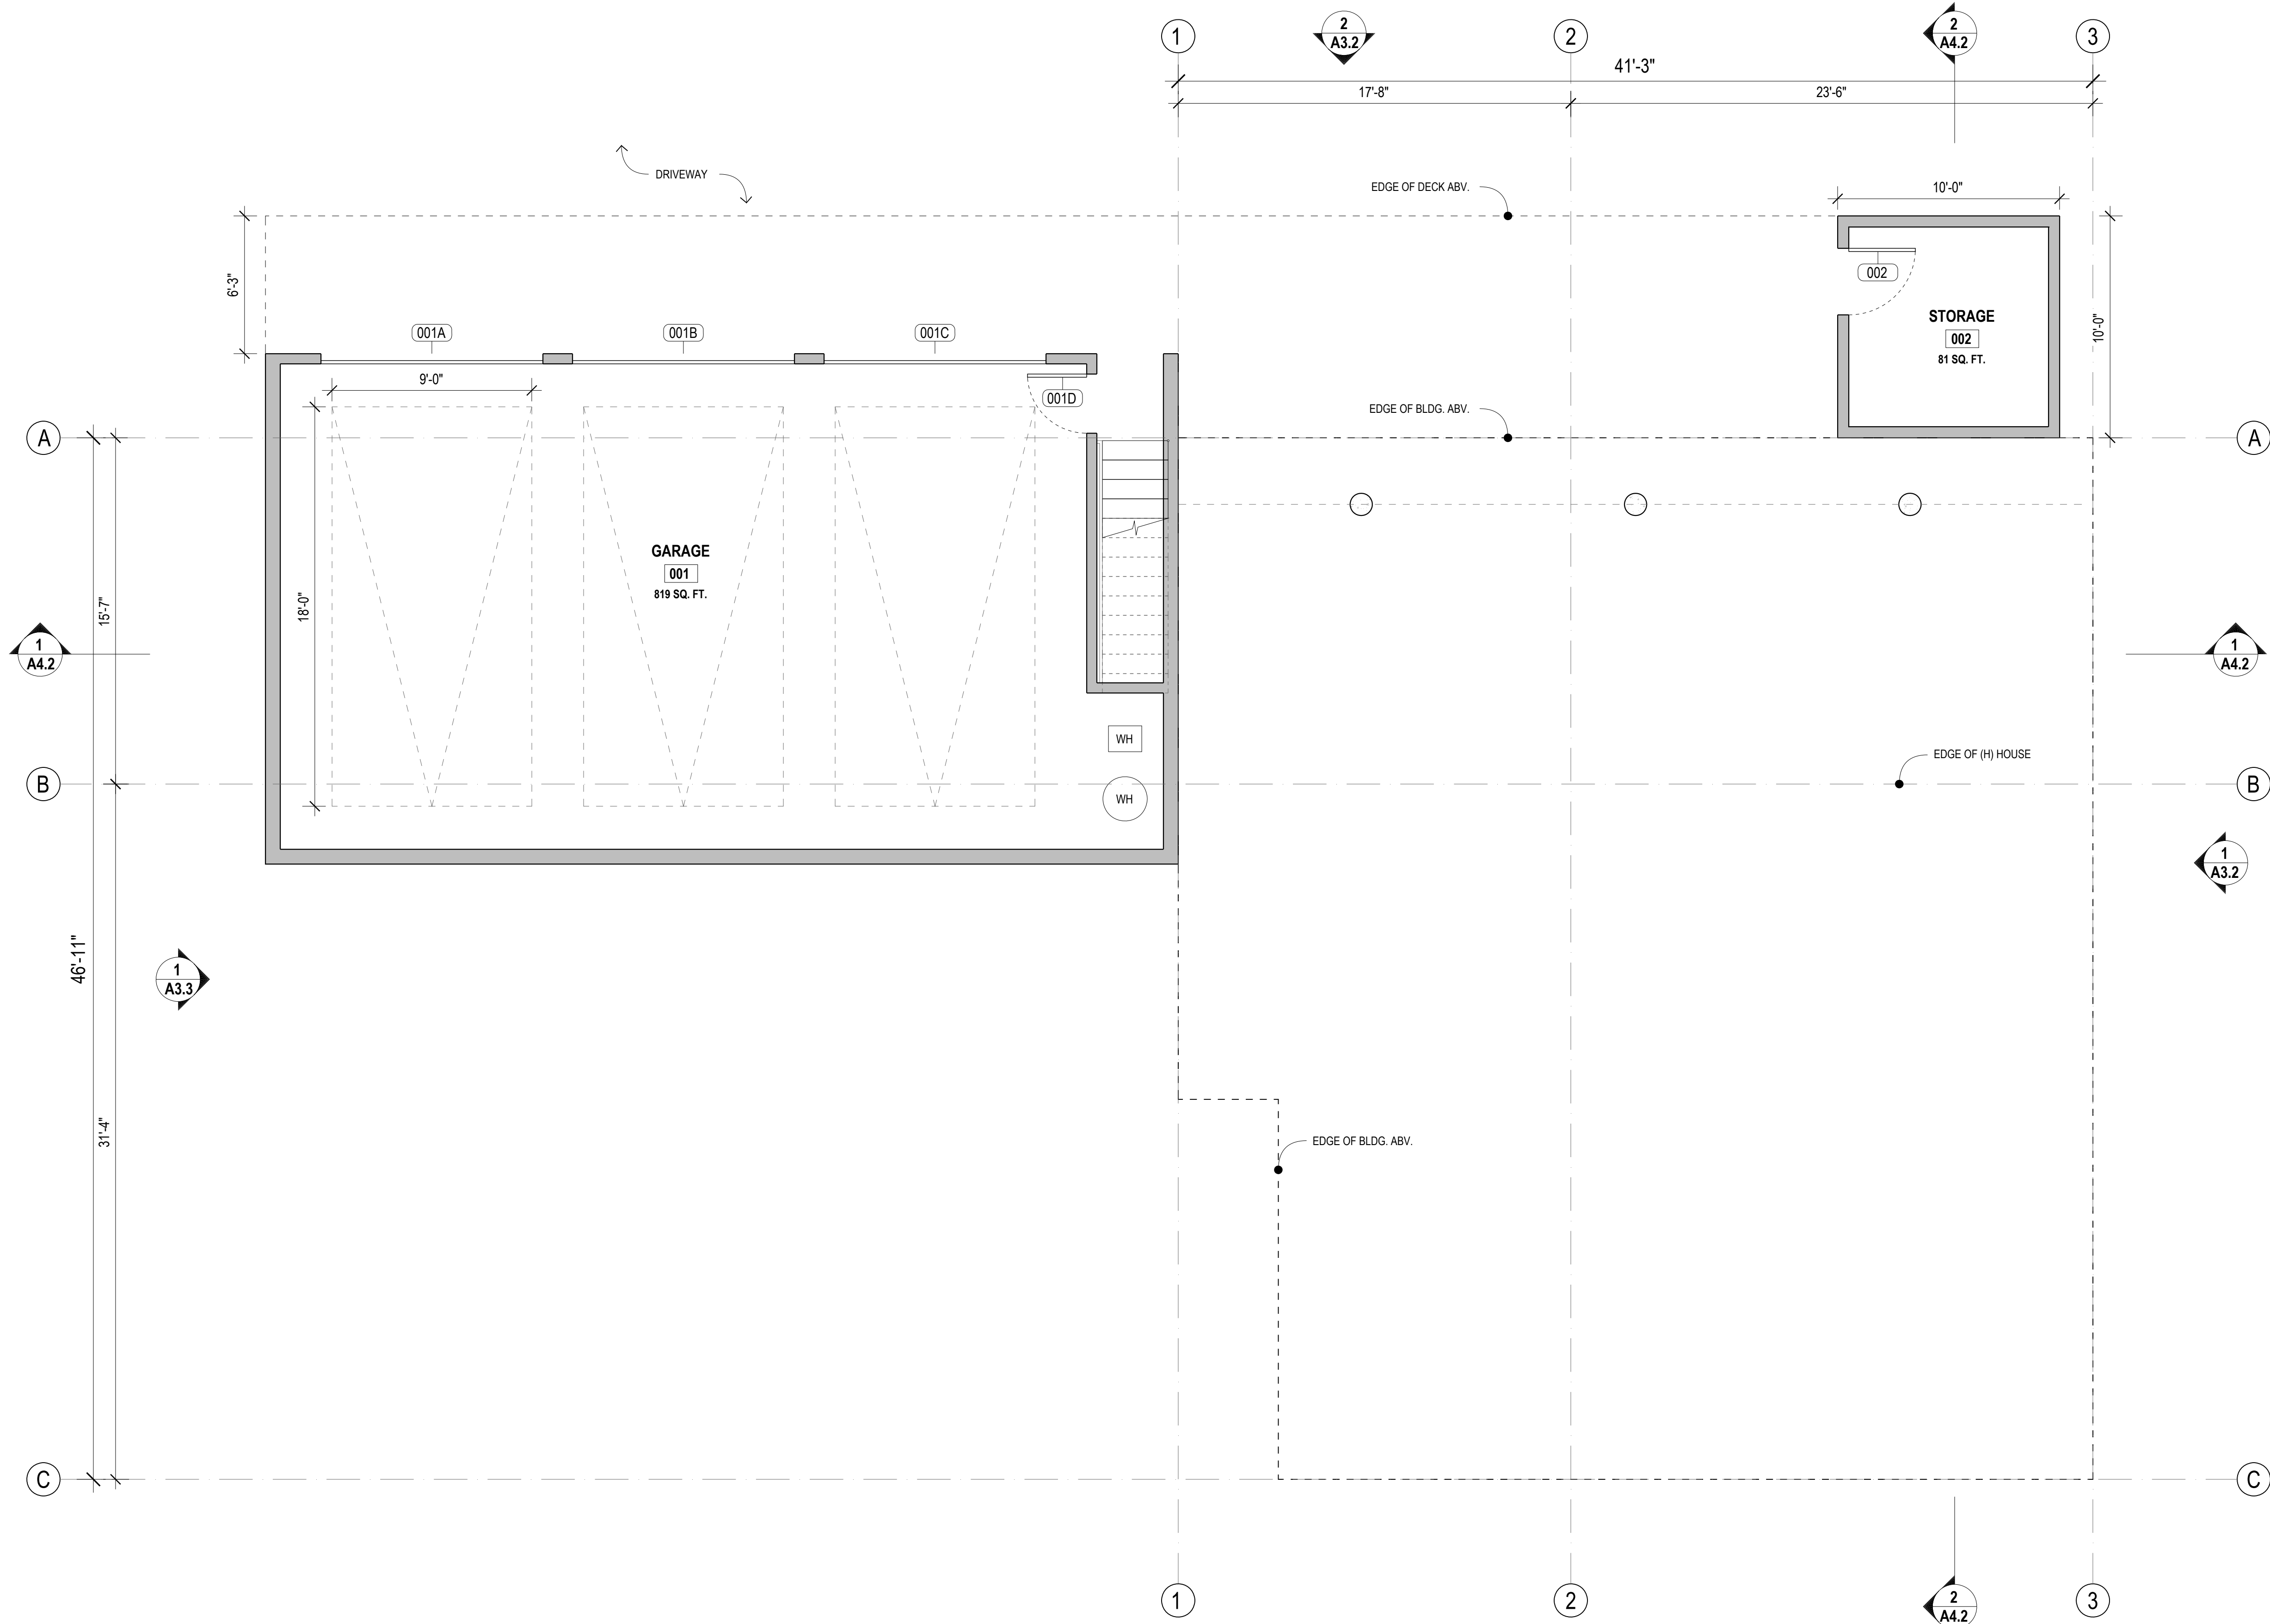 1
2
A3.2
2
2
A4.2
3
41'-3"
17'-8"
23'-6"
DRIVEWAY
EDGE OF DECK ABV.
10'-0"
6'-3"
002
10'-0"
STORAGE
002
81 SQ. FT.
001A
001B
001C
9'-0"
001D
EDGE OF BLDG. ABV.
A
A
GARAGE
001
819 SQ. FT.
18'-0"
15'-7"
1
A4.2
1
A4.2
WH
EDGE OF (H) HOUSE
B
WH
B
1
A3.2
46'-11"
1
A3.3
31'-4"
EDGE OF BLDG. ABV.
C
C
1
2
2
A4.2
3